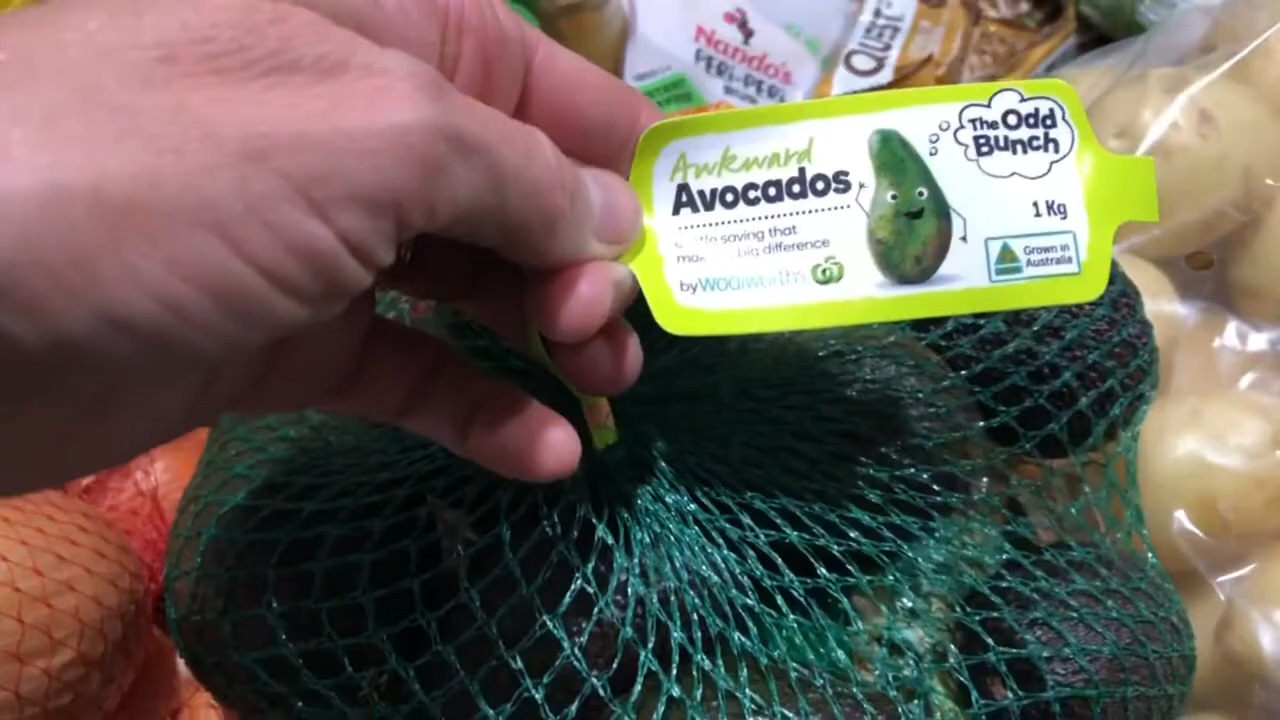 Nando's
PERi-PERi
QUEST
The Odd
Bunch
Awkward
Avocados
saving that
big difference
by Woolworths
1 Kg
Grown in
Australia